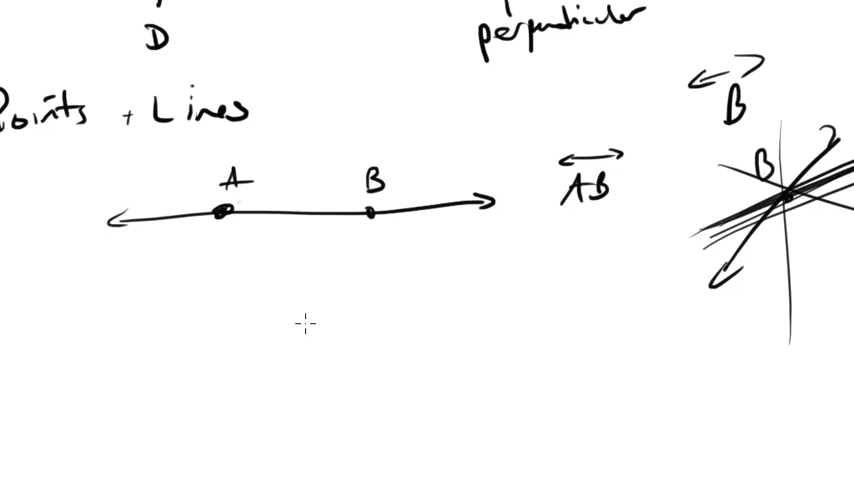 D
perpendicular
Points + Lines
B
A B
AB
B